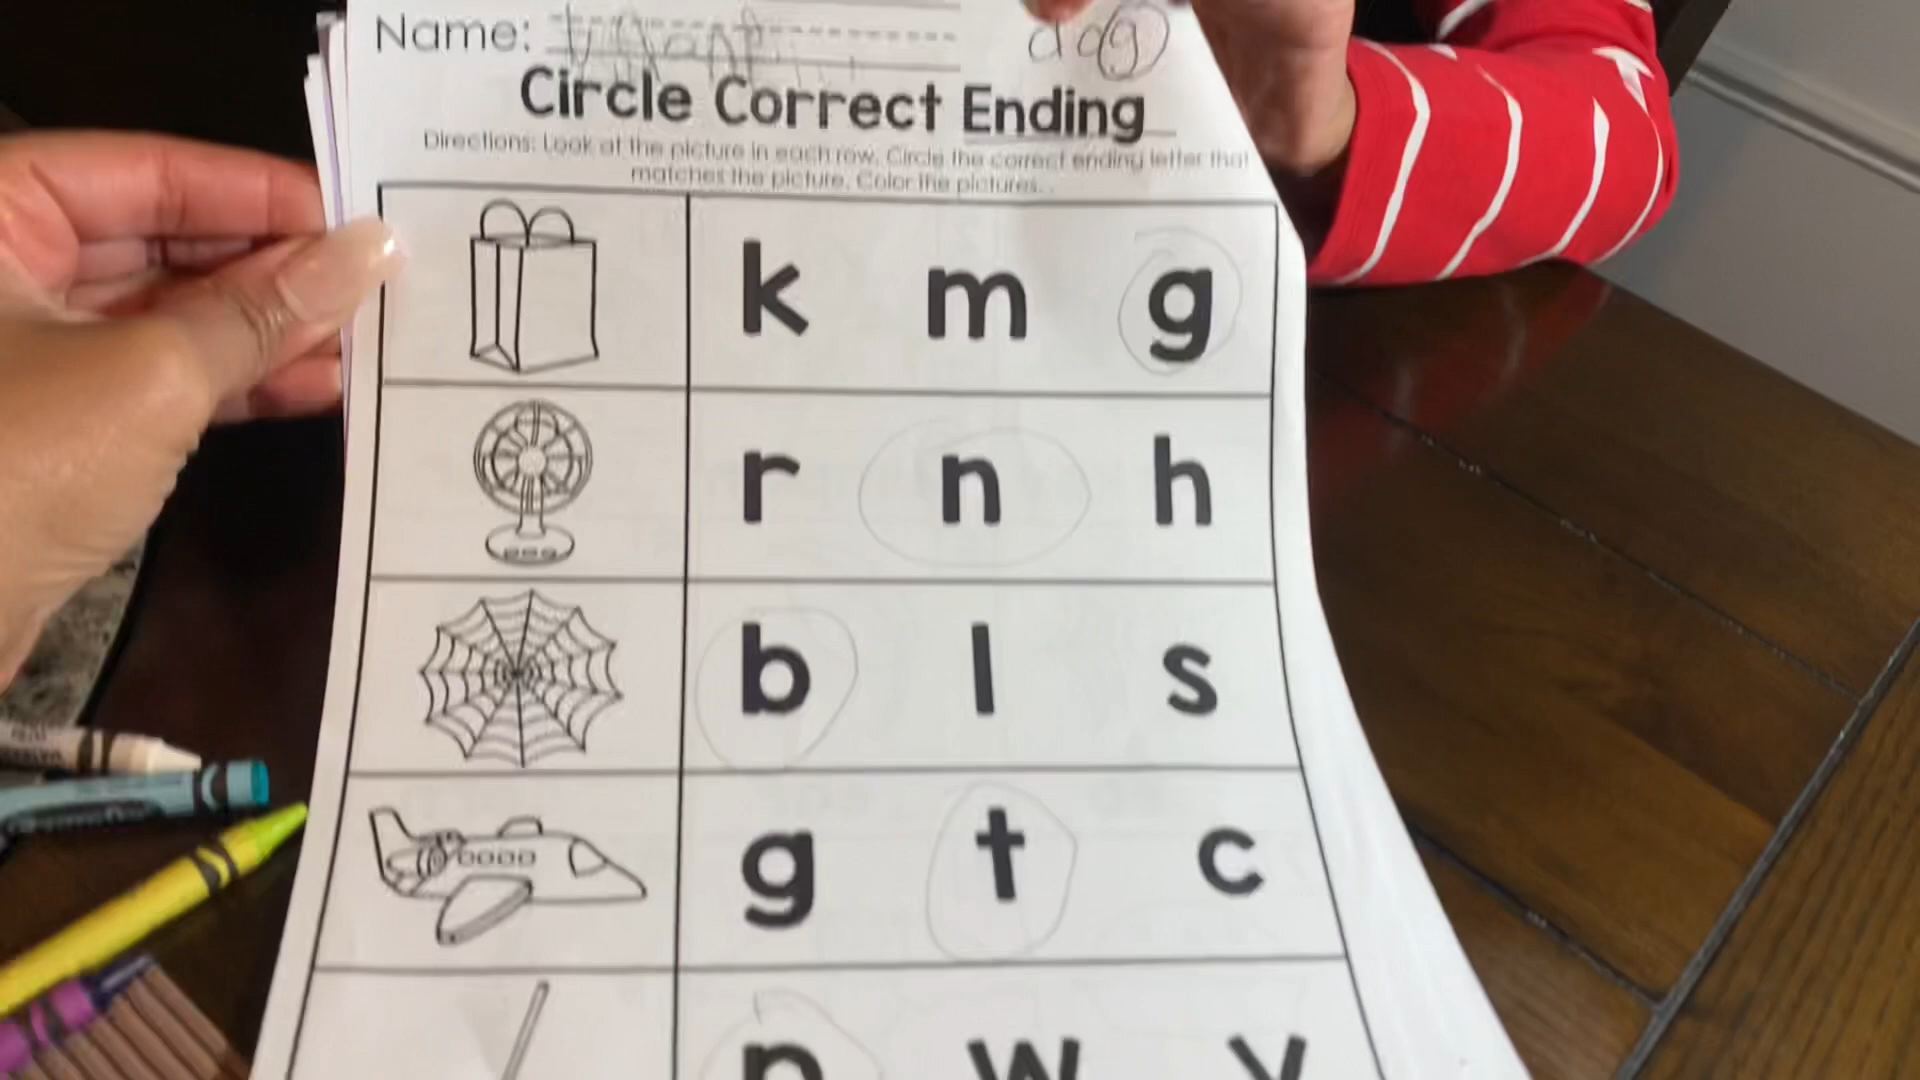 Name:
dog
Circle Correct Ending
Directions: Look at the picture in each row. Circle the correct ending letter that
matches the picture. Color the pictures.
k m g
r n h
b l s
g t c
w